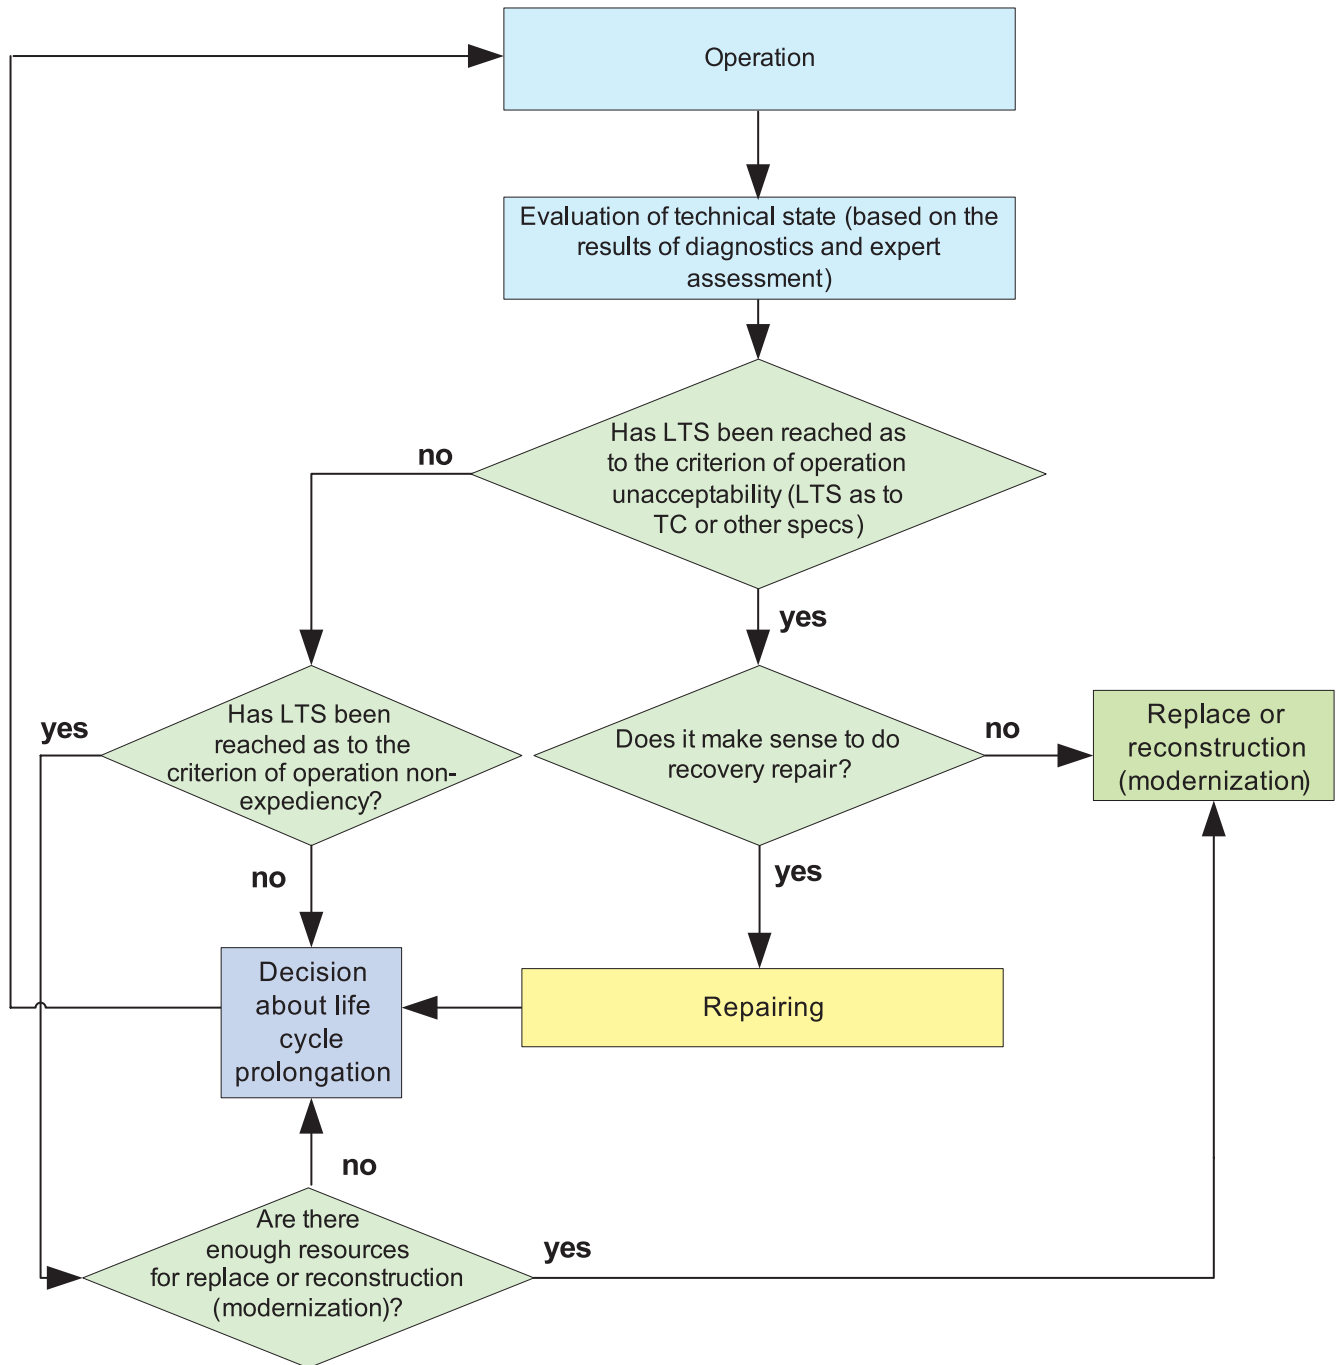 Operation
Evaluation of technical state (based on the
results of diagnostics and expert
assessment)
Has LTS been reached as
to the criterion of operation
unacceptability (LTS as to
TC or other specs)
no
yes
Has LTS been
reached as to the
criterion of operation non-
expediency?
yes
no
Does it make sense to do
recovery repair?
no
yes
Replace or
reconstruction
(modernization)
Decision
about life
cycle
prolongation
Repairing
no
Are there
enough resources
for replace or reconstruction
(modernization)?
yes